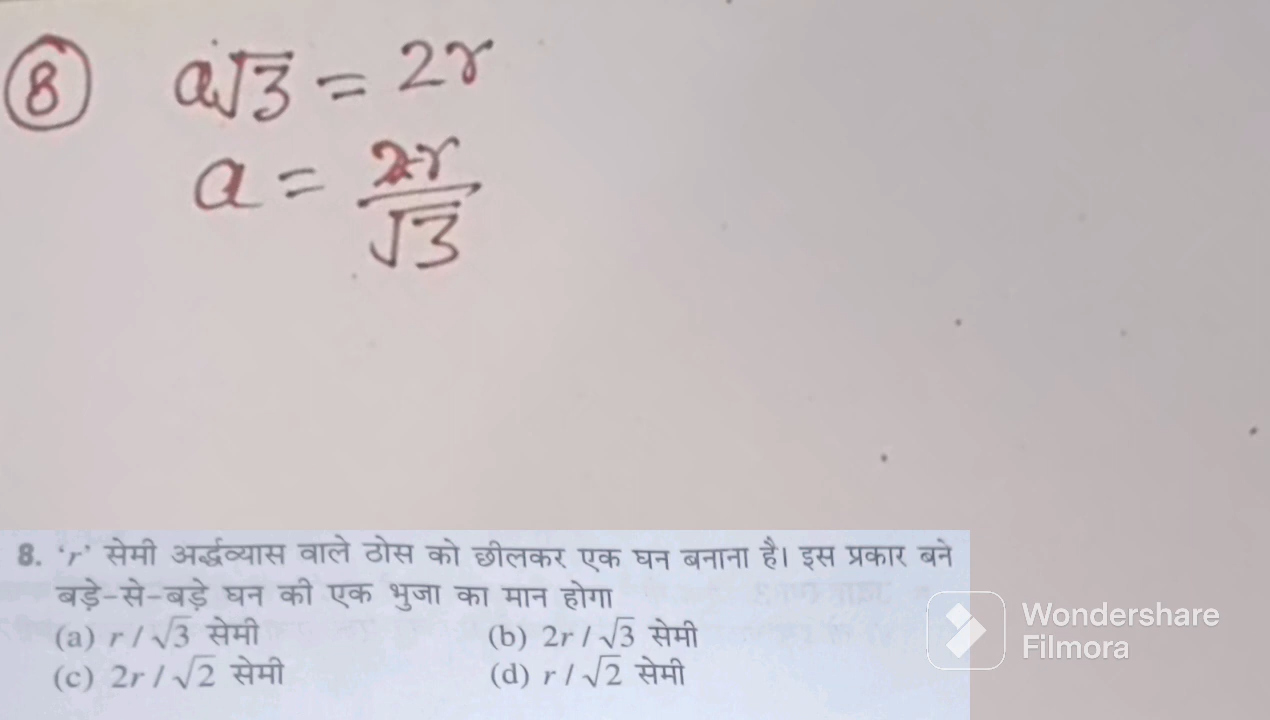 8 a√3 = 2r
a = 2r/√3
8. ‘r’ सेमी अर्द्धव्यास वाले ठोस को छीलकर एक घन बनाना है। इस प्रकार बने
बड़े-से-बड़े घन की एक भुजा का मान होगा
(a) r / √3 सेमी (b) 2r / √3 सेमी
(c) 2r / √2 सेमी (d) r / √2 सेमी
Wondershare
Filmora